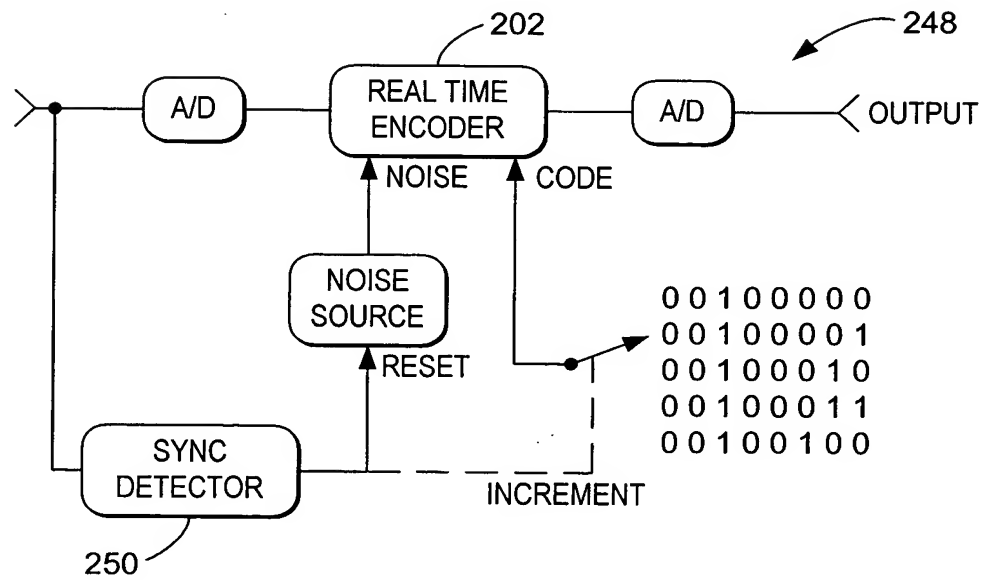 202
248
A/D
REAL TIME
ENCODER
A/D
OUTPUT
NOISE
CODE
NOISE
SOURCE
RESET
0 0 1 0 0 0 0 0
0 0 1 0 0 0 0 1
0 0 1 0 0 0 1 0
0 0 1 0 0 0 1 1
0 0 1 0 0 1 0 0
SYNC
DETECTOR
INCREMENT
250